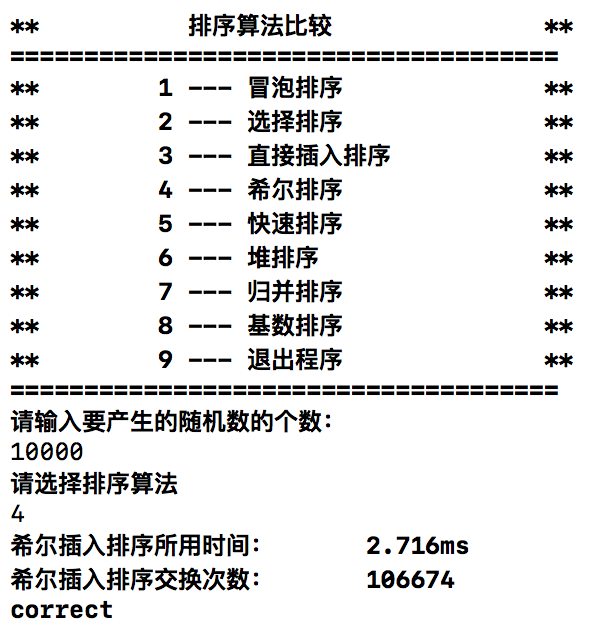 **          排序算法比较               **
=====================================
**        1 --- 冒泡排序              **
**        2 --- 选择排序              **
**        3 --- 直接插入排序           **
**        4 --- 希尔排序              **
**        5 --- 快速排序              **
**        6 --- 堆排序                **
**        7 --- 归并排序              **
**        8 --- 基数排序              **
**        9 --- 退出程序              **
=====================================
请输入要产生的随机数的个数:
10000
请选择排序算法
4
希尔插入排序所用时间:       2.716ms
希尔插入排序交换次数:       106674
correct